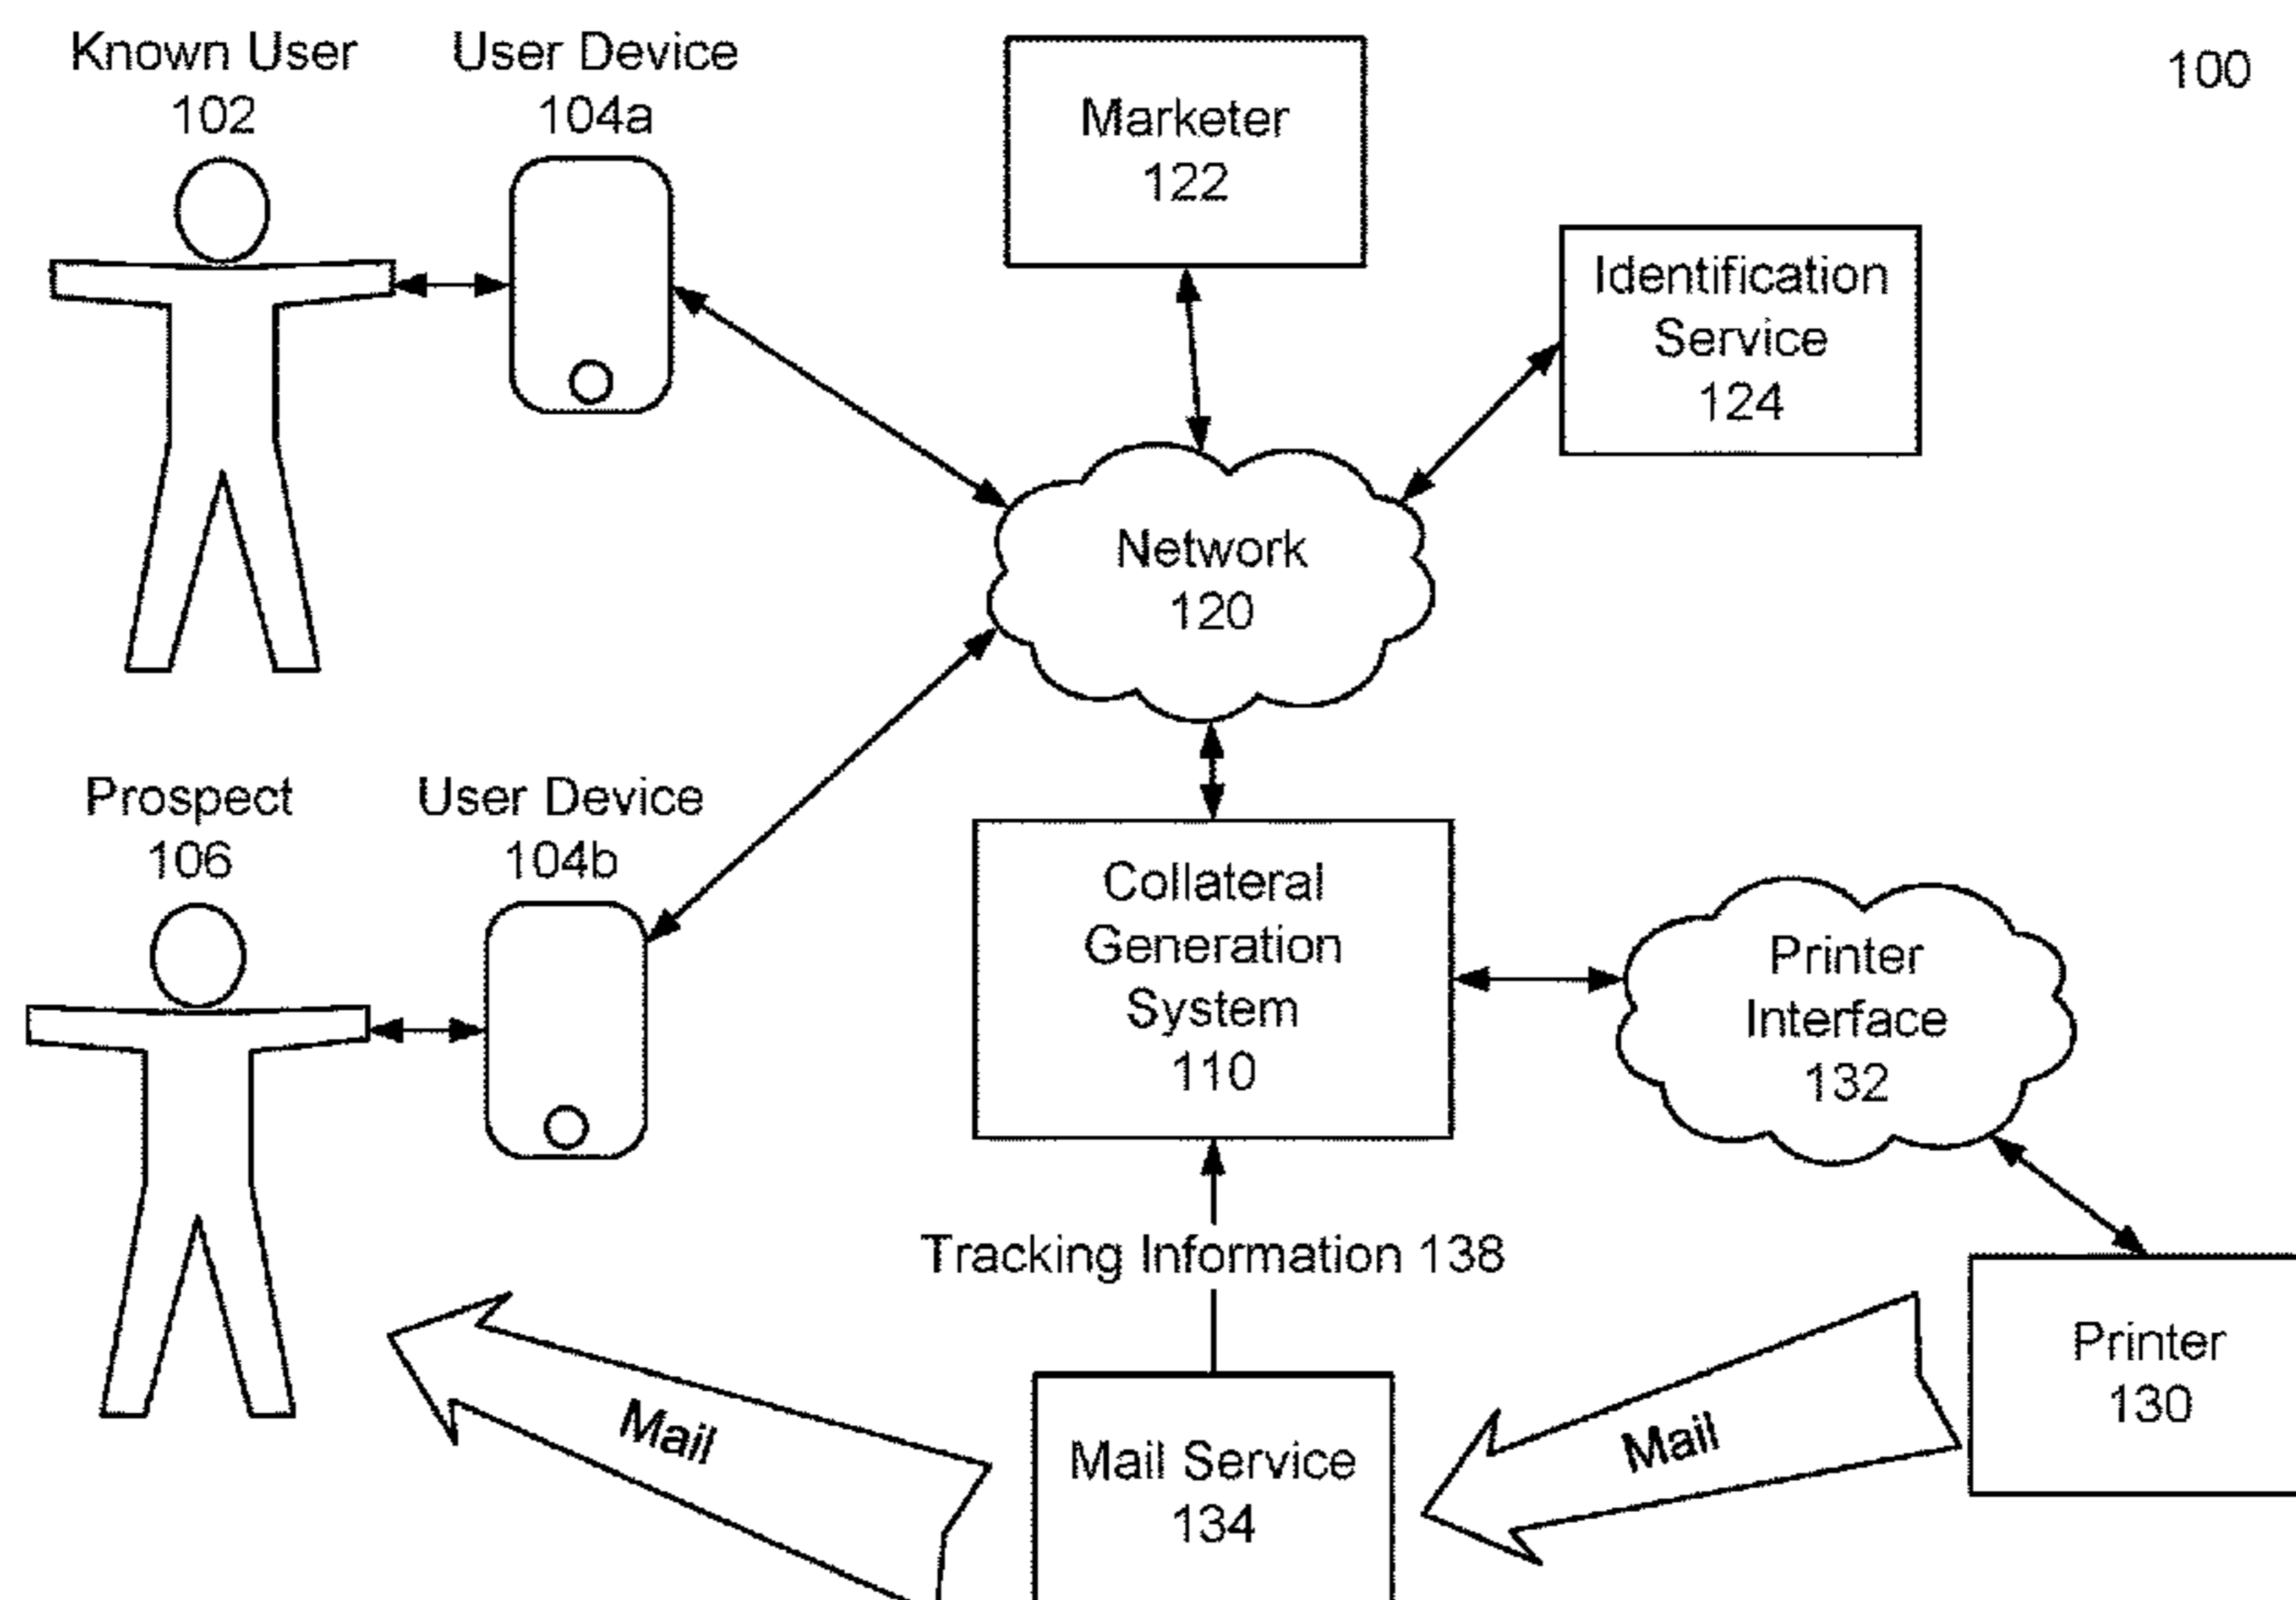 Known User
102
User Device
104a
Marketer
122
100
Identification
Service
124
Network
120
Prospect
106
User Device
104b
Collateral
Generation
System
110
Printer
Interface
132
Tracking Information 138
Printer
130
Mail
Mail
Mail Service
134